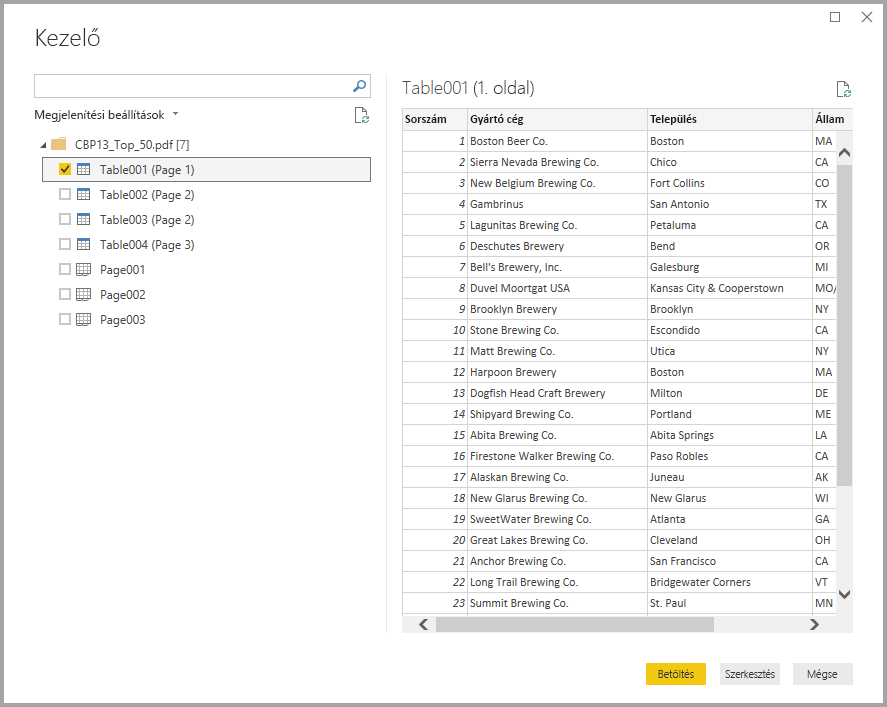 Kezelő
Megjelenítési beállítások
CBP13_Top_50.pdf [7]
Table001 (Page 1)
Table002 (Page 2)
Table003 (Page 2)
Table004 (Page 3)
Page001
Page002
Page003
Table001 (1. oldal)
Sorszám Gyártó cég Település Állam
1 Boston Beer Co. Boston MA
2 Sierra Nevada Brewing Co. Chico CA
3 New Belgium Brewing Co. Fort Collins CO
4 Gambrinus San Antonio TX
5 Lagunitas Brewing Co. Petaluma CA
6 Deschutes Brewery Bend OR
7 Bell's Brewery, Inc. Galesburg MI
8 Duvel Moortgat USA Kansas City & Cooperstown MO/
9 Brooklyn Brewery Brooklyn NY
10 Stone Brewing Co. Escondido CA
11 Matt Brewing Co. Utica NY
12 Harpoon Brewery Boston MA
13 Dogfish Head Craft Brewery Milton DE
14 Shipyard Brewing Co. Portland ME
15 Abita Brewing Co. Abita Springs LA
16 Firestone Walker Brewing Co. Paso Robles CA
17 Alaskan Brewing Co. Juneau AK
18 New Glarus Brewing Co. New Glarus WI
19 SweetWater Brewing Co. Atlanta GA
20 Great Lakes Brewing Co. Cleveland OH
21 Anchor Brewing Co. San Francisco CA
22 Long Trail Brewing Co. Bridgewater Corners VT
23 Summit Brewing Co. St. Paul MN
Betöltés Szerkesztés Mégse